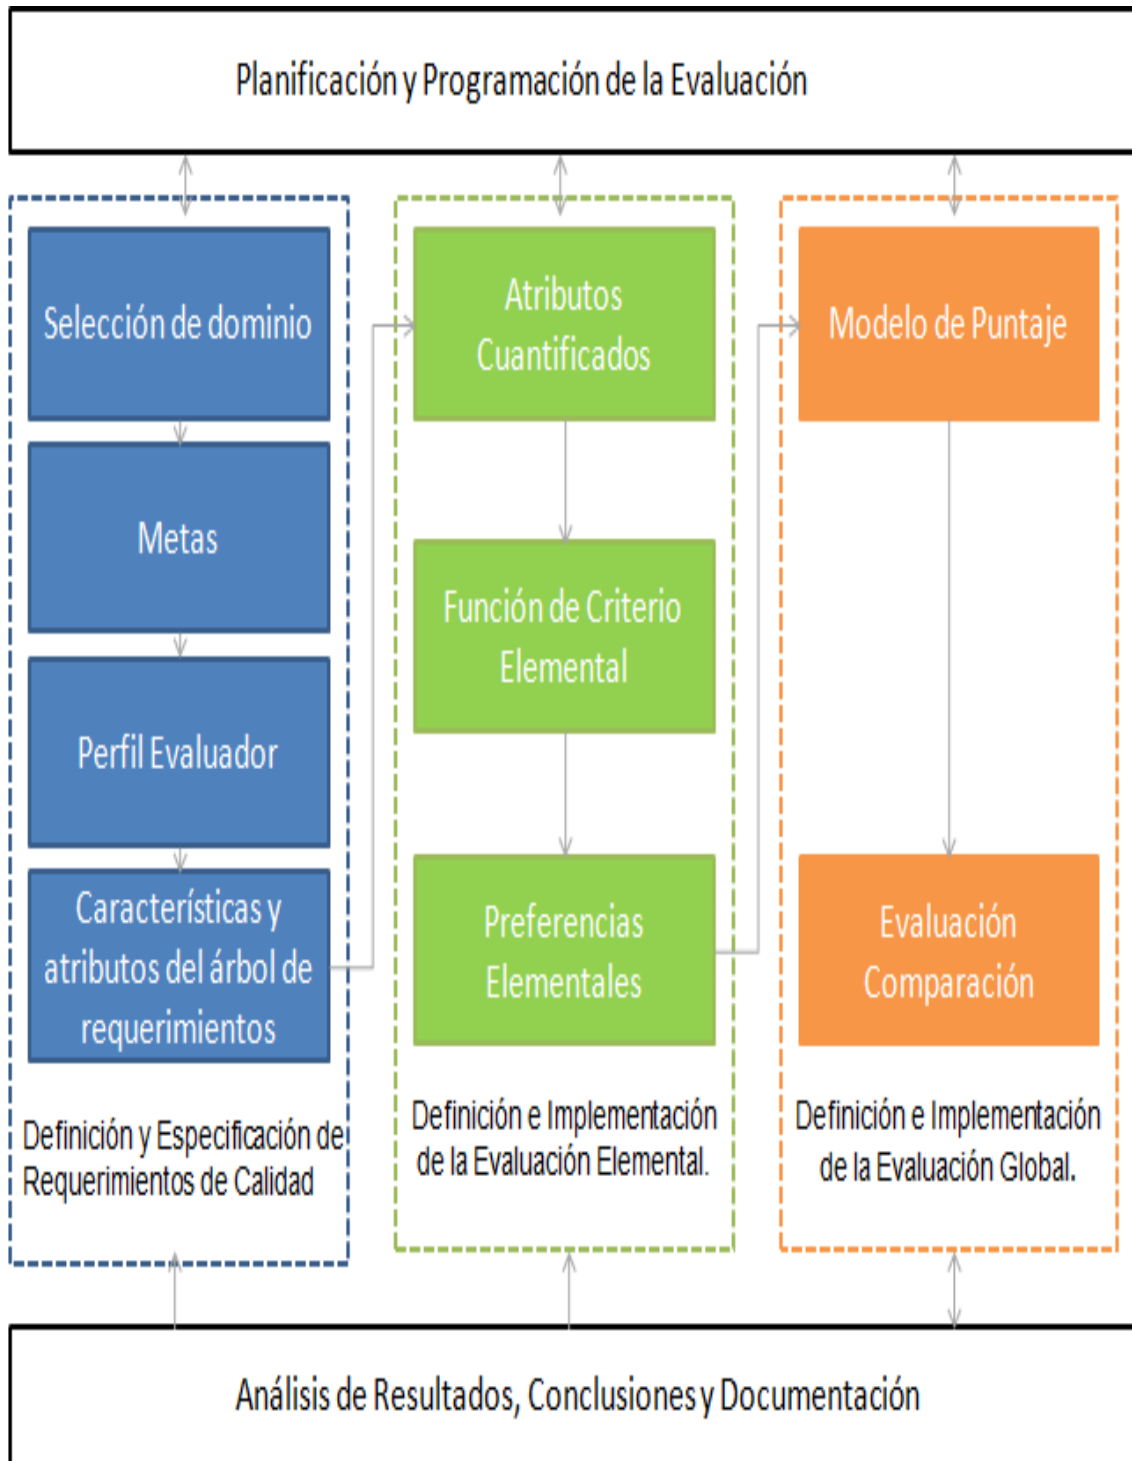 Planificación y Programación de la Evaluación
Selección de dominio
Metas
Perfil Evaluador
Características y
atributos del árbol de
requerimientos
Definición y Especificación de
Requerimientos de Calidad
Atributos
Cuantificados
Función de Criterio
Elemental
Preferencias
Elementales
Definición e Implementación
de la Evaluación Elemental.
Modelo de Puntaje
Evaluación
Comparación
Definición e Implementación
de la Evaluación Global.
Análisis de Resultados, Conclusiones y Documentación